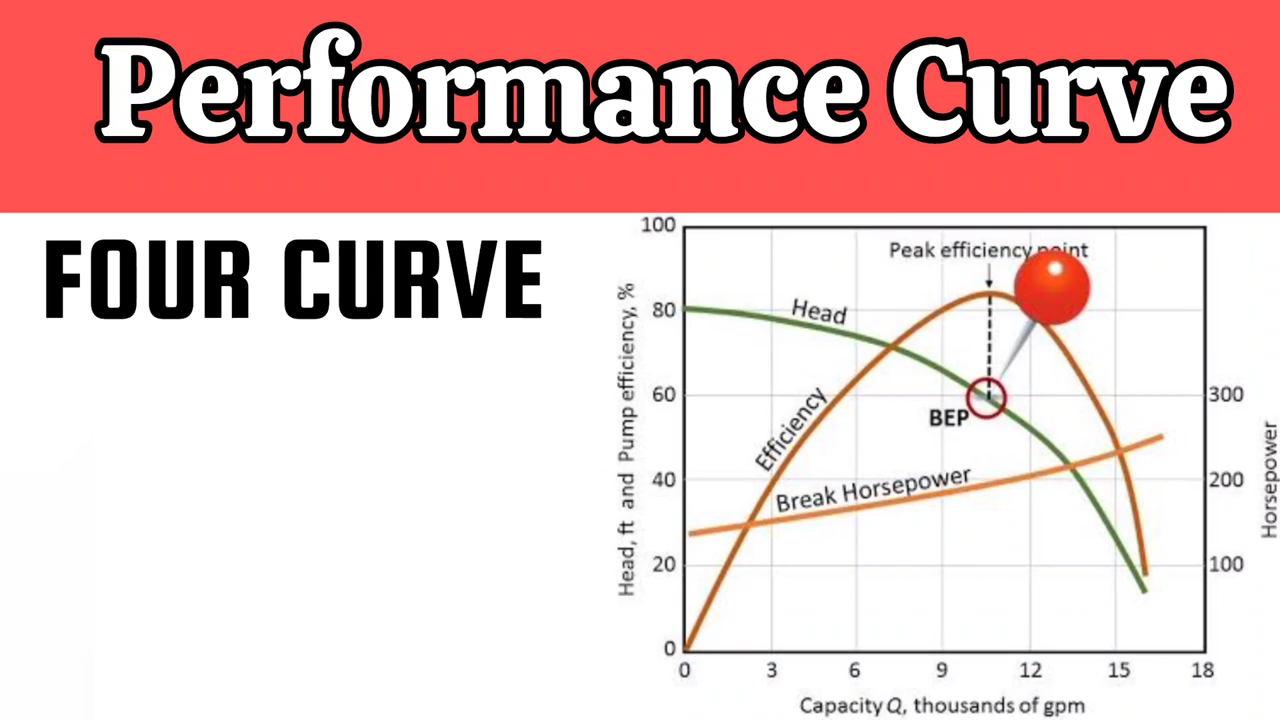 Performance Curve
FOUR CURVE
Peak efficiency point
Head
Efficiency
BEP
Break Horsepower
Head, ft and Pump efficiency, %
Horsepower
100
80
60
40
20
0
300
200
100
0 3 6 9 12 15 18
Capacity Q, thousands of gpm